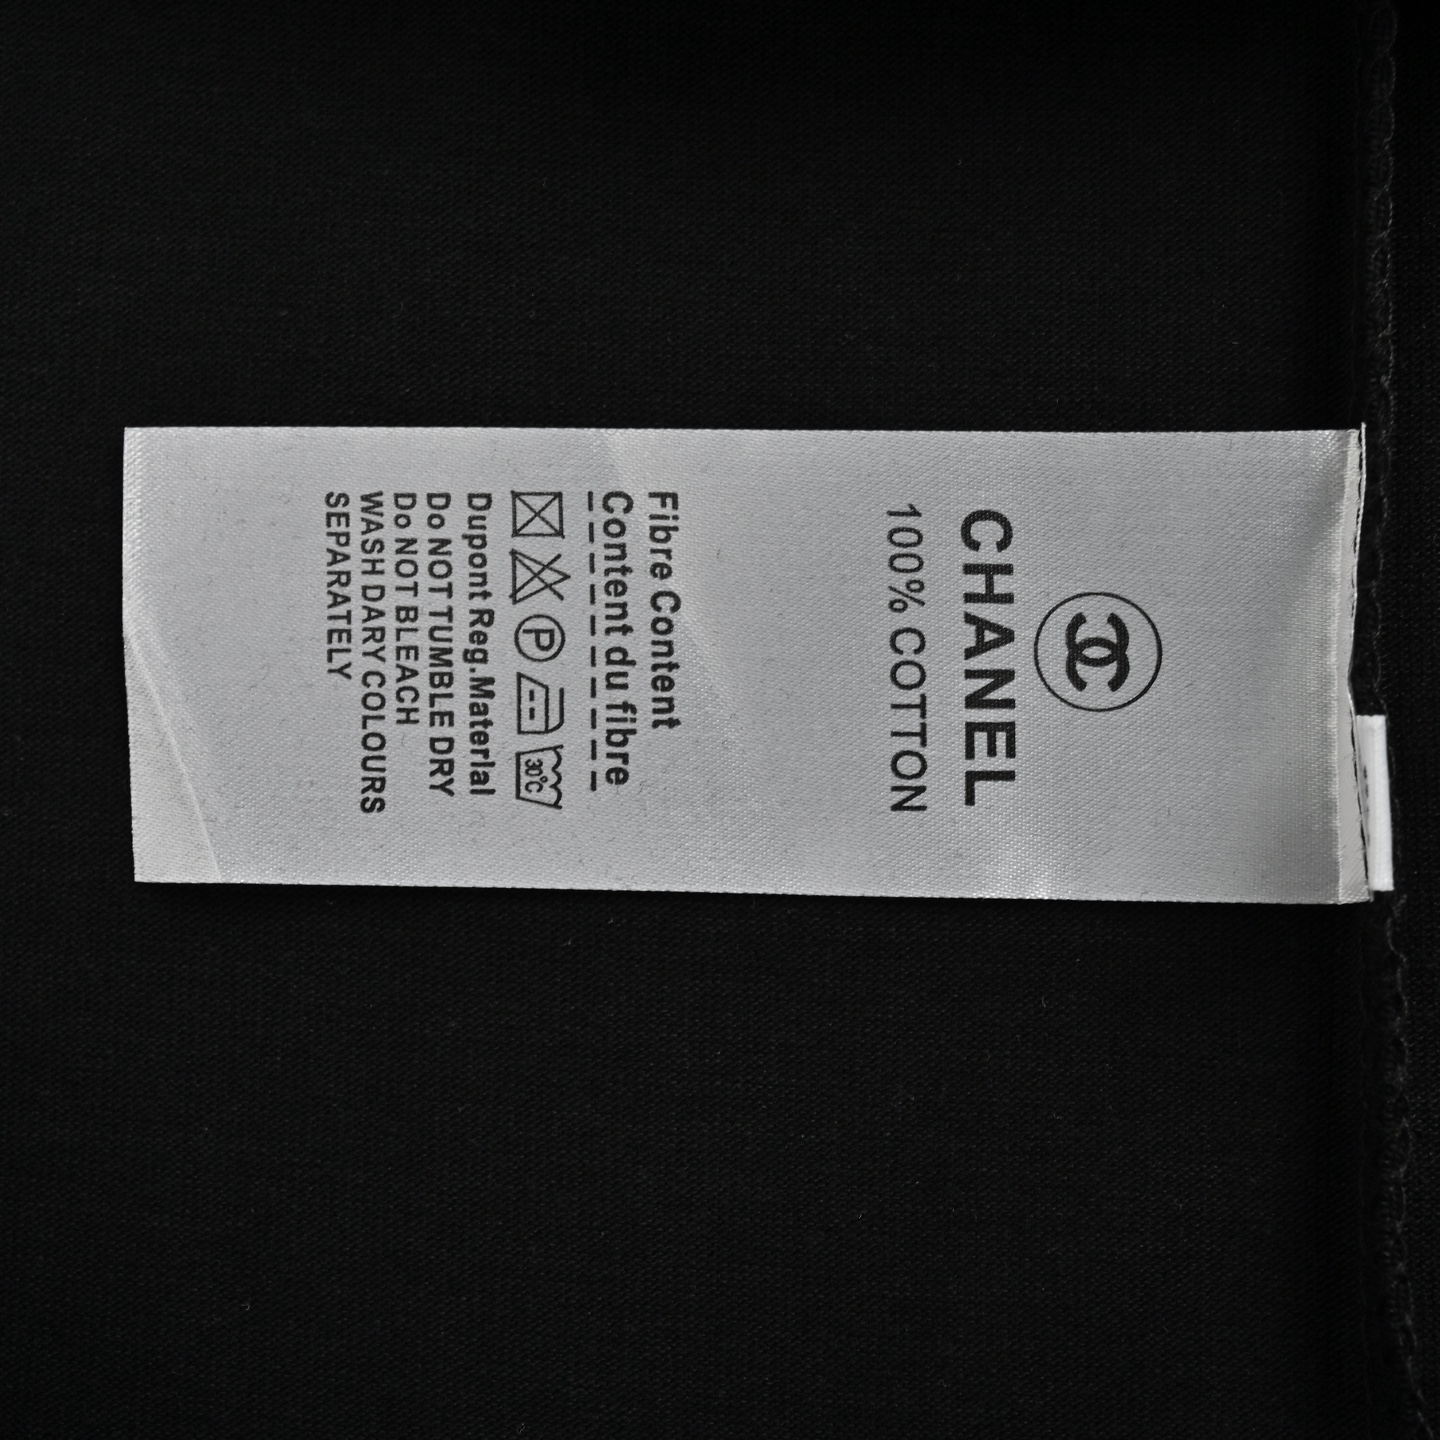 CHANEL
100% COTTON
Fibre Content
Content du fibre
P
30°C
Dupont Reg.Material
Do NOT TUMBLE DRY
Do NOT BLEACH
WASH DARY COLOURS
SEPARATELY